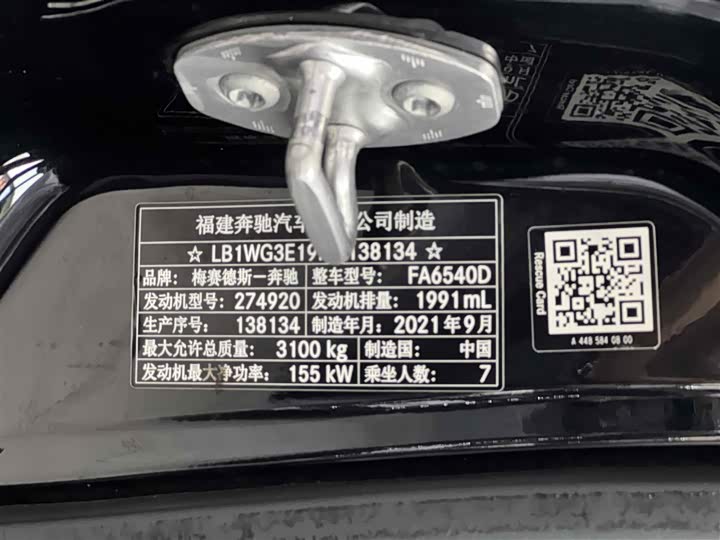 福建奔驰汽车 公司制造
☆ LB1WG3E19 138134 ☆
品牌: 梅赛德斯－奔驰 整车型号: FA6540D
发动机型号: 274920 发动机排量: 1991mL
生产序号: 138134 制造年月: 2021年9月
最大允许总质量: 3100 kg 制造国: 中国
发动机最大净功率: 155 kW 乘坐人数: 7
Rescue Card
A 448 584 08 00